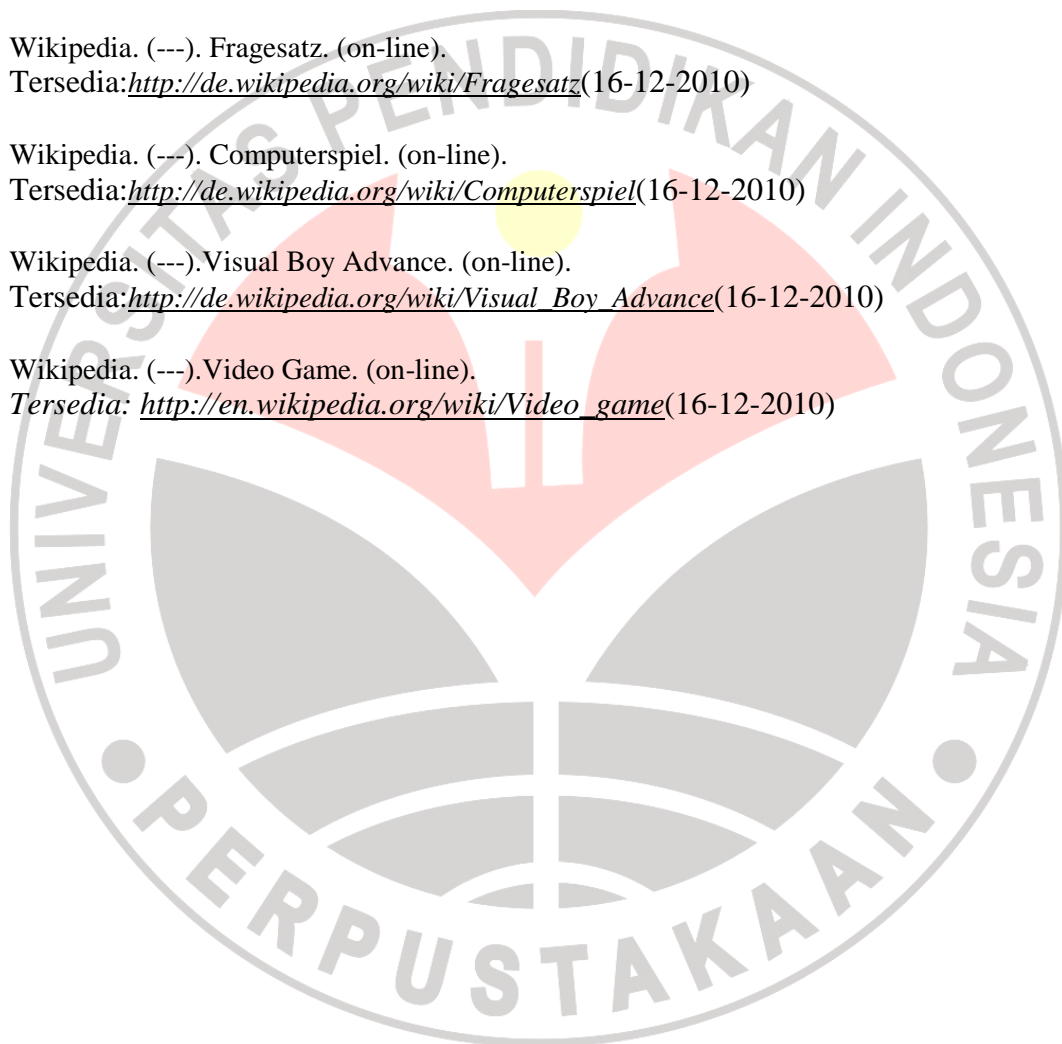 Wikipedia. (---). Fragesatz. (on-line).
Tersedia:http://de.wikipedia.org/wiki/Fragesatz(16-12-2010)
Wikipedia. (---). Computerspiel. (on-line).
Tersedia:http://de.wikipedia.org/wiki/Computerspiel(16-12-2010)
Wikipedia. (---).Visual Boy Advance. (on-line).
Tersedia:http://de.wikipedia.org/wiki/Visual_Boy_Advance(16-12-2010)
Wikipedia. (---).Video Game. (on-line).
Tersedia: http://en.wikipedia.org/wiki/Video_game(16-12-2010)
UNIVERSITAS PENDIDIKAN INDONESIA
PERPUSTAKAAN